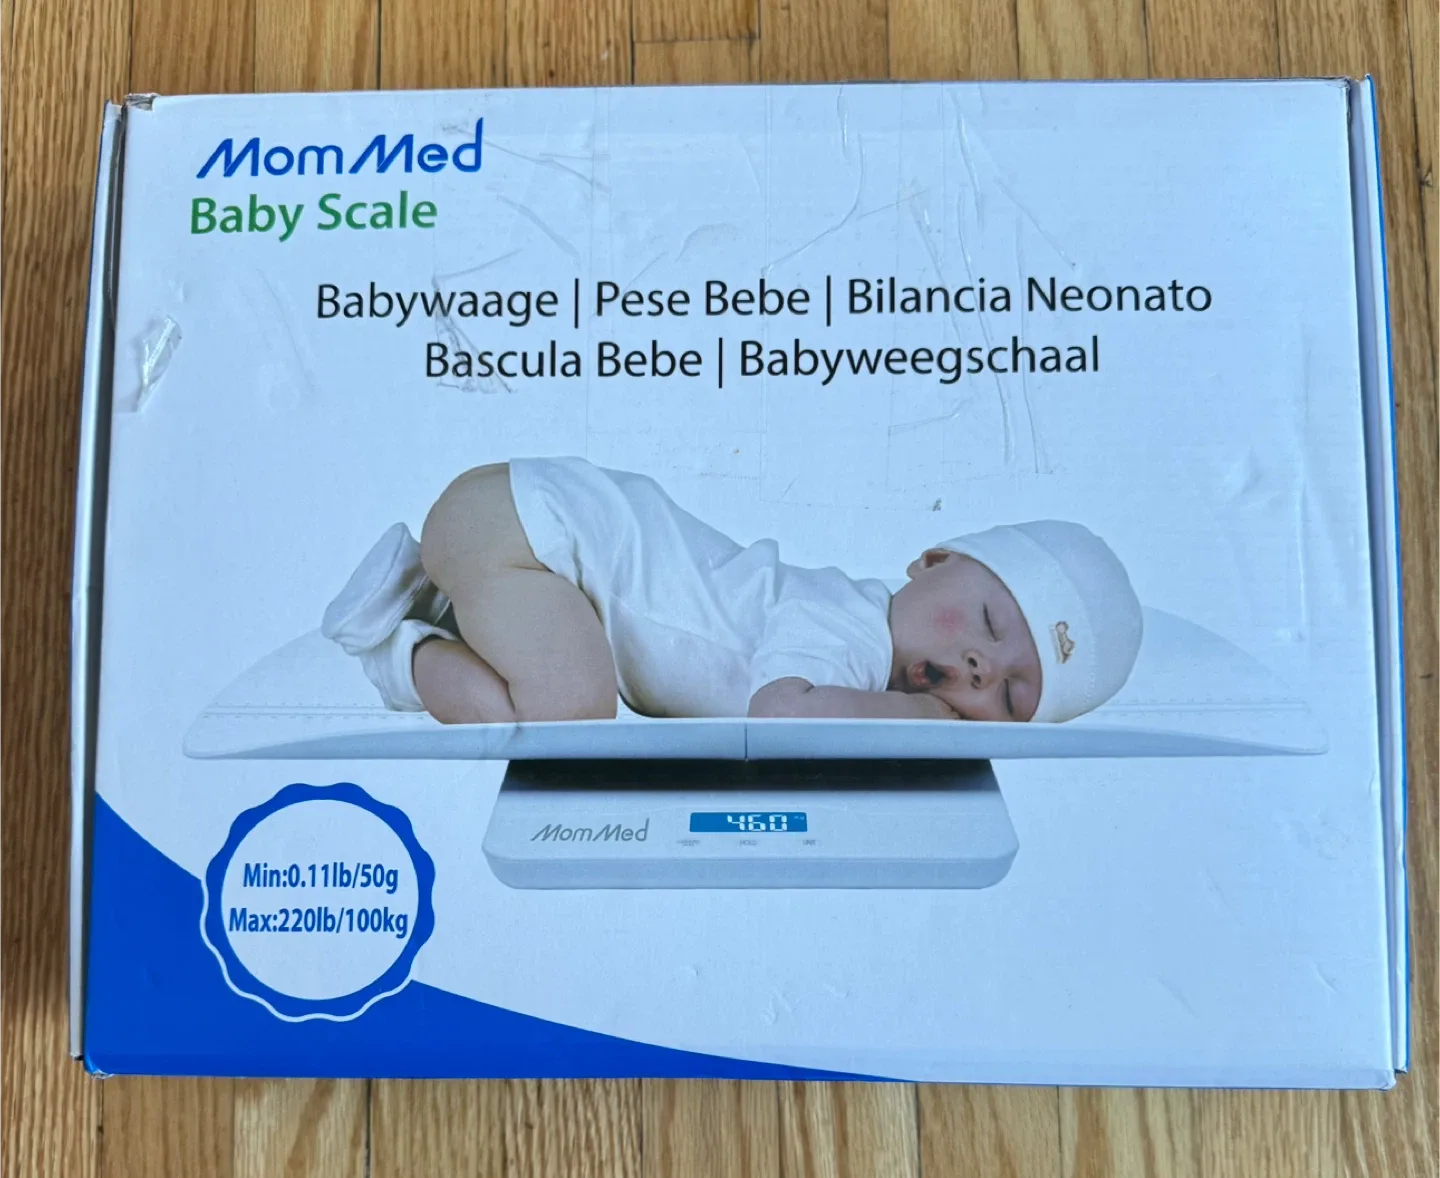 MomMed
Baby Scale
Babywaage | Pese Bebe | Bilancia Neonato
Bascula Bebe | Babyweegschaal
MomMed
460
HOLD
Min:0.11lb/50g
Max:220lb/100kg